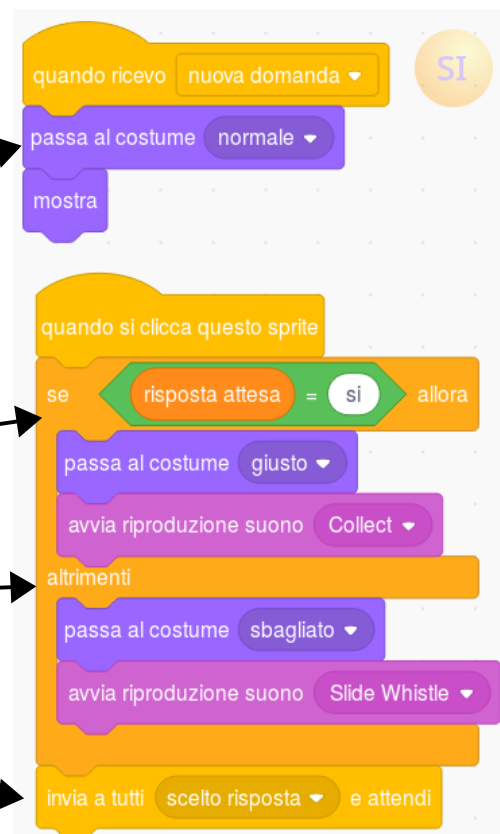 SI
quando ricevo nuova domanda
passa al costume normale
mostra
quando si clicca questo sprite
se risposta attesa = si allora
passa al costume giusto
avvia riproduzione suono Collect
altrimenti
passa al costume sbagliato
avvia riproduzione suono Slide Whistle
invia a tutti scelto risposta e attendi